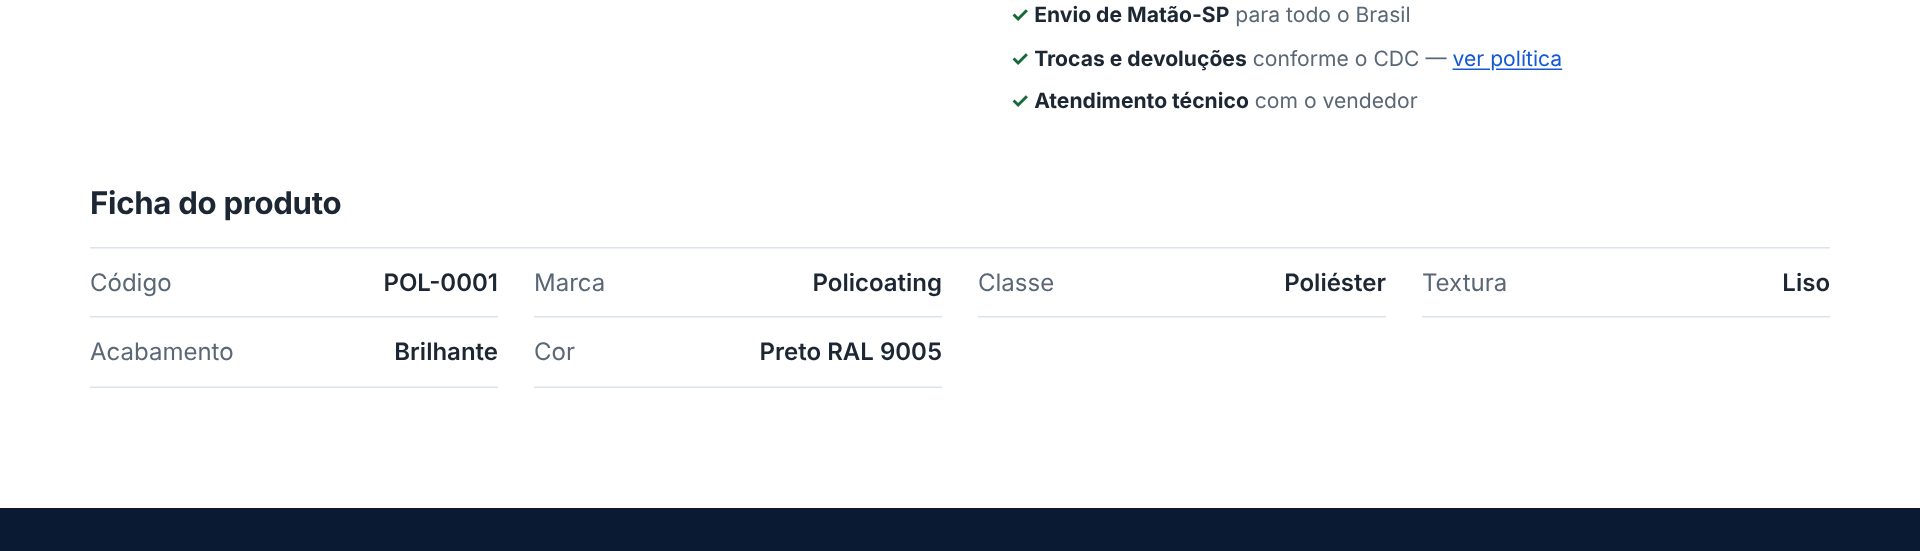 ✓ Envio de Matão-SP para todo o Brasil
✓ Trocas e devoluções conforme o CDC — ver política
✓ Atendimento técnico com o vendedor
Ficha do produto
Código POL-0001 Marca Policoating Classe Poliéster Textura Liso
Acabamento Brilhante Cor Preto RAL 9005